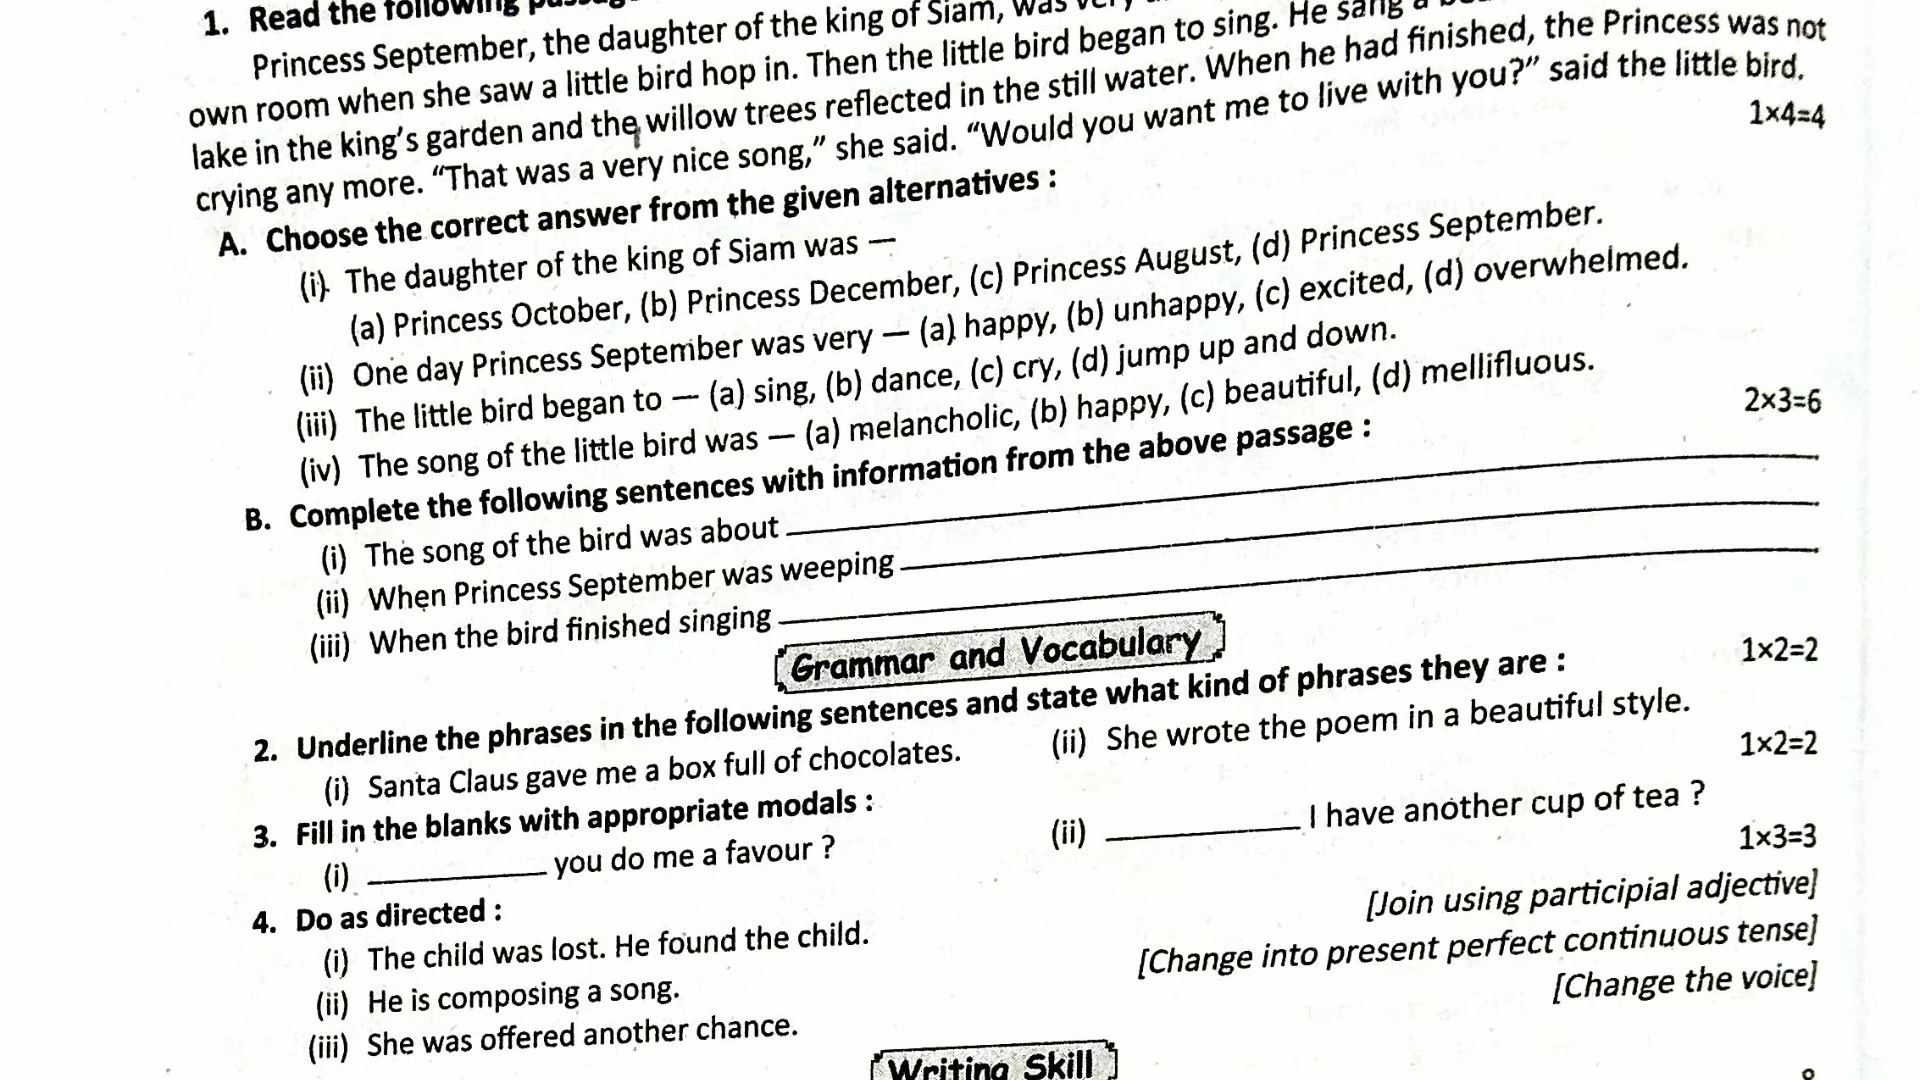 1. Read the following
Princess September, the daughter of the king of Siam, was very
own room when she saw a little bird hop in. Then the little bird began to sing. He sang a
lake in the king's garden and the willow trees reflected in the still water. When he had finished, the Princess was not
crying any more. “That was a very nice song,” she said. “Would you want me to live with you?” said the little bird.
1×4=4
A. Choose the correct answer from the given alternatives :
(i) The daughter of the king of Siam was —
(a) Princess October, (b) Princess December, (c) Princess August, (d) Princess September.
(ii) One day Princess September was very — (a) happy, (b) unhappy, (c) excited, (d) overwhelmed.
(iii) The little bird began to — (a) sing, (b) dance, (c) cry, (d) jump up and down.
(iv) The song of the little bird was — (a) melancholic, (b) happy, (c) beautiful, (d) mellifluous.
B. Complete the following sentences with information from the above passage : 2×3=6
(i) The song of the bird was about
(ii) When Princess September was weeping
(iii) When the bird finished singing
Grammar and Vocabulary
2. Underline the phrases in the following sentences and state what kind of phrases they are : 1×2=2
(i) Santa Claus gave me a box full of chocolates. (ii) She wrote the poem in a beautiful style.
3. Fill in the blanks with appropriate modals : 1×2=2
(i) __________ you do me a favour ? (ii) __________ I have another cup of tea ?
4. Do as directed : 1×3=3
(i) The child was lost. He found the child. [Join using participial adjective]
(ii) He is composing a song. [Change into present perfect continuous tense]
(iii) She was offered another chance. [Change the voice]
Writing Skill